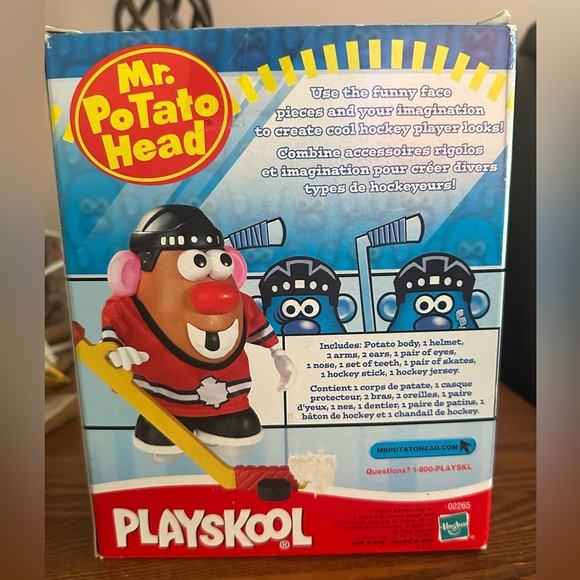 Mr.
PoTato
Head®
Use the funny face
pieces and your imagination
to create cool hockey player looks!
Combine accessoires rigolos
et imagination pour créer divers
types de hockeyeurs!
Includes: Potato body, 1 helmet,
2 arms, 2 ears, 1 pair of eyes,
1 nose, 1 set of teeth, 1 pair of skates,
1 hockey stick, 1 hockey jersey.
Contient 1 corps de patate, 1 casque
protecteur, 2 bras, 2 oreilles, 1 paire
d'yeux, 1 nez, 1 dentier, 1 paire de patins, 1
bâton de hockey et 1 chandail de hockey.
MRPOTATOHEAD.COM
Questions? 1-800-PLAYSKL
02265
PLAYSKOOL®
Hasbro